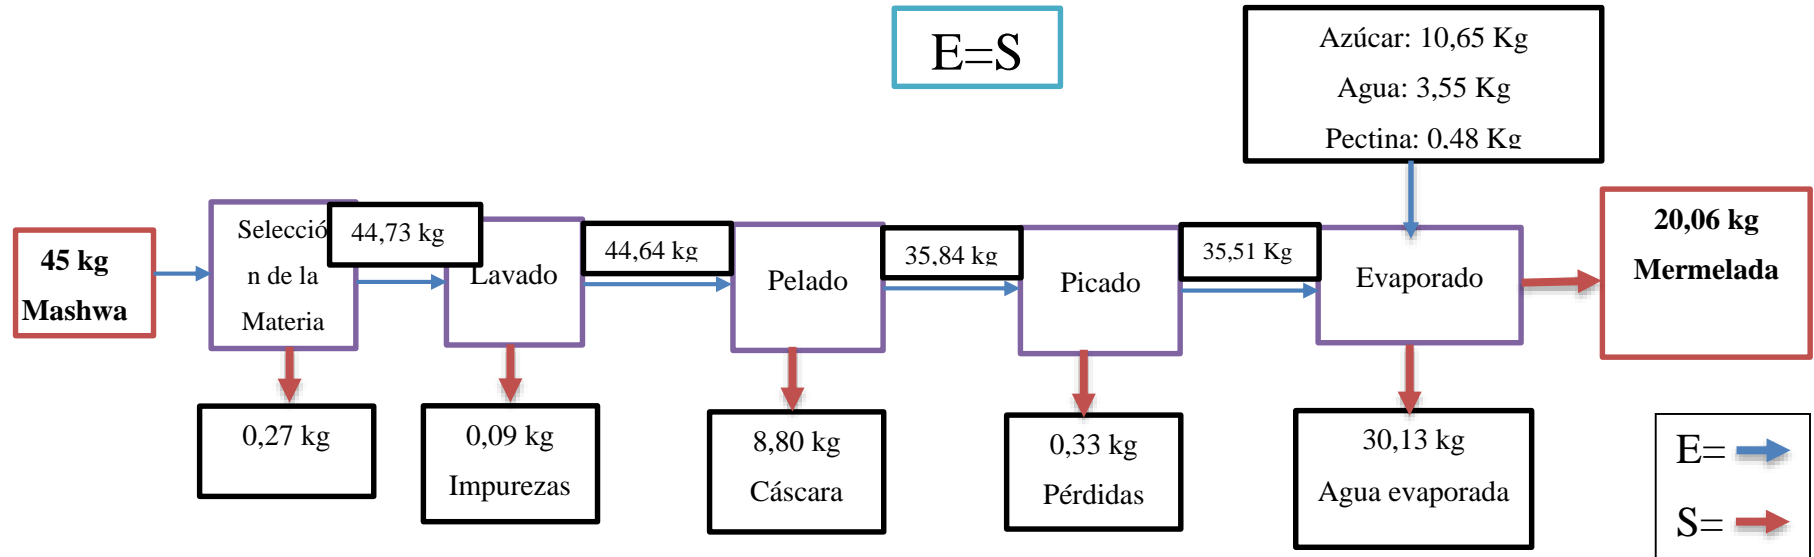 E=S
Azúcar: 10,65 Kg
Agua: 3,55 Kg
Pectina: 0,48 Kg
45 kg
Mashwa
Selecció
n de la
Materia
44,73 kg
Lavado
44,64 kg
Pelado
35,84 kg
Picado
35,51 Kg
Evaporado
20,06 kg
Mermelada
0,27 kg
0,09 kg
Impurezas
8,80 kg
Cáscara
0,33 kg
Pérdidas
30,13 kg
Agua evaporada
E=
S=